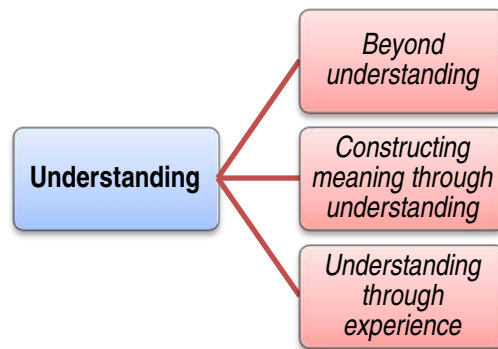 Understanding
Beyond
understanding
Constructing
meaning through
understanding
Understanding
through
experience